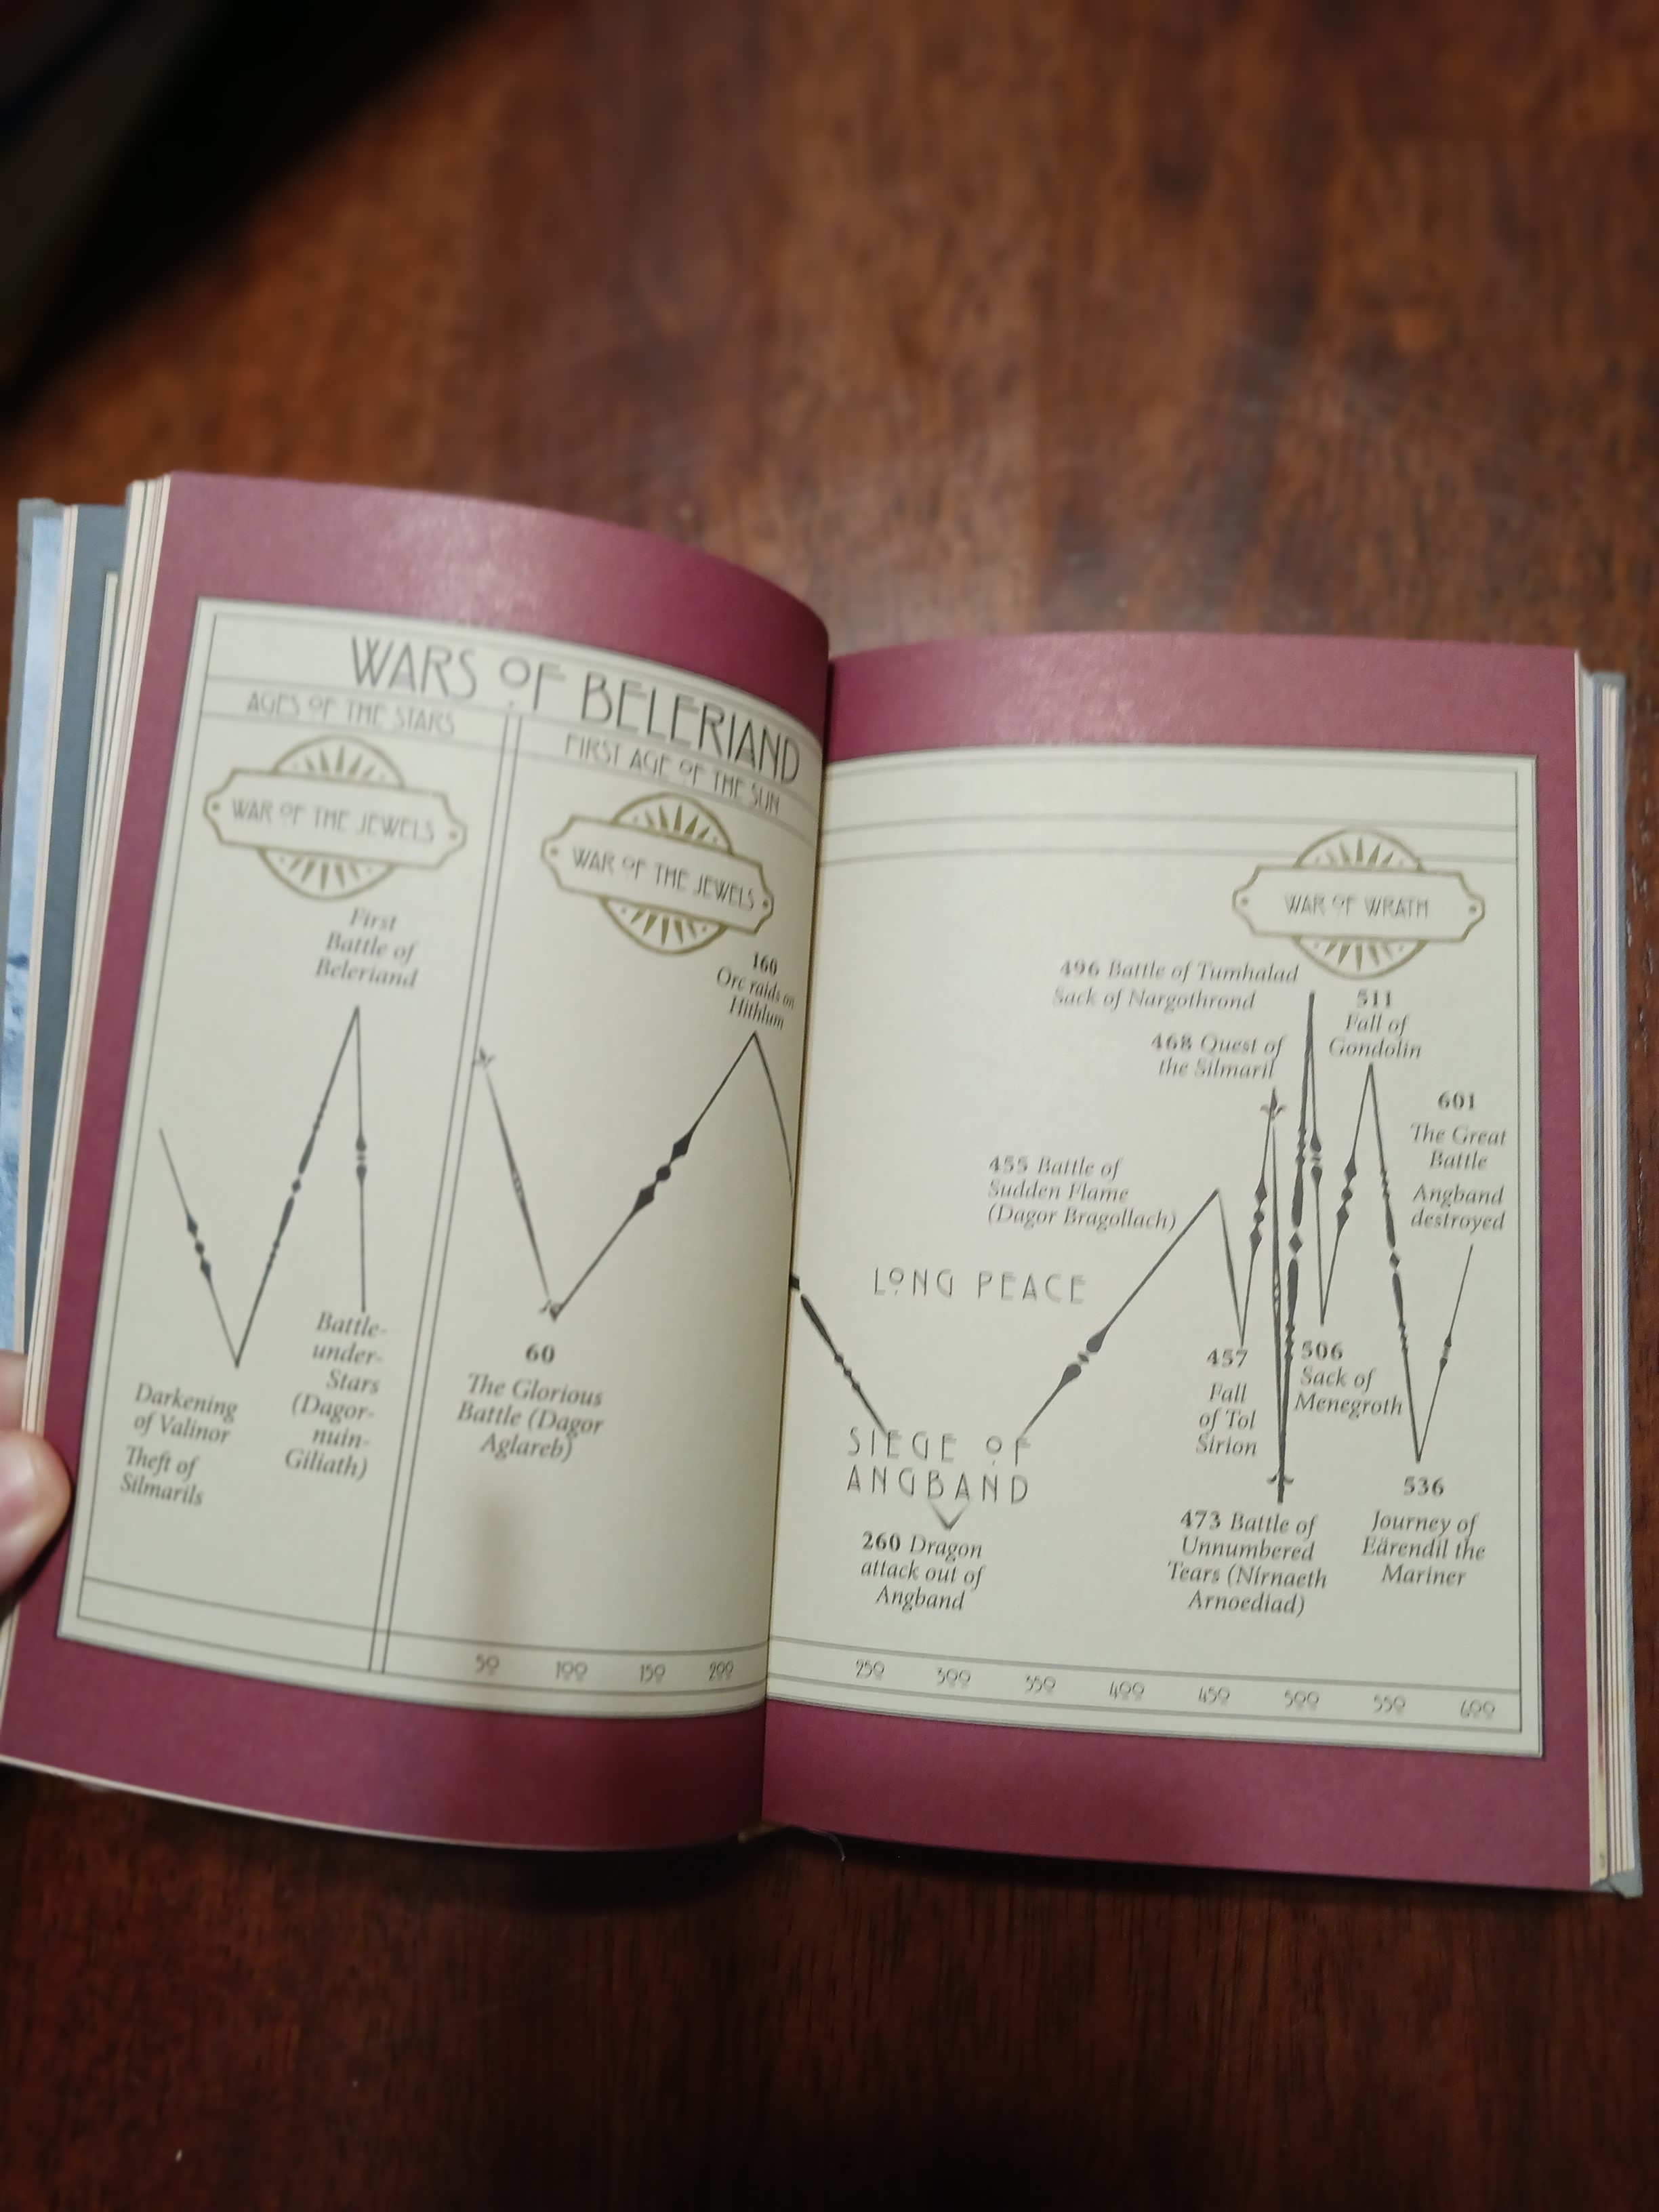 WARS OF BELERIAND
AGES OF THE STARS
FIRST AGE OF THE SUN
WAR OF THE JEWELS
First
Battle of
Beleriand
Darkening
of Valinor
Theft of
Silmarils
Battle-
under-
Stars
(Dagor-
nuin-
Giliath)
WAR OF THE JEWELS
160
Orc raids on
Hithlum
60
The Glorious
Battle (Dagor
Aglareb)
50 100 150 200
WAR OF WRATH
496 Battle of Tumhalad
Sack of Nargothrond
511
Fall of
Gondolin
468 Quest of
the Silmaril
601
The Great
Battle
Angband
destroyed
455 Battle of
Sudden Flame
(Dagor Bragollach)
LONG PEACE
457
Fall
of Tol
Sirion
506
Sack of
Menegroth
SIEGE OF
ANGBAND
260 Dragon
attack out of
Angband
473 Battle of
Unnumbered
Tears (Nírnaeth
Arnoediad)
536
Journey of
Eärendil the
Mariner
250 300 350 400 450 500 550 600